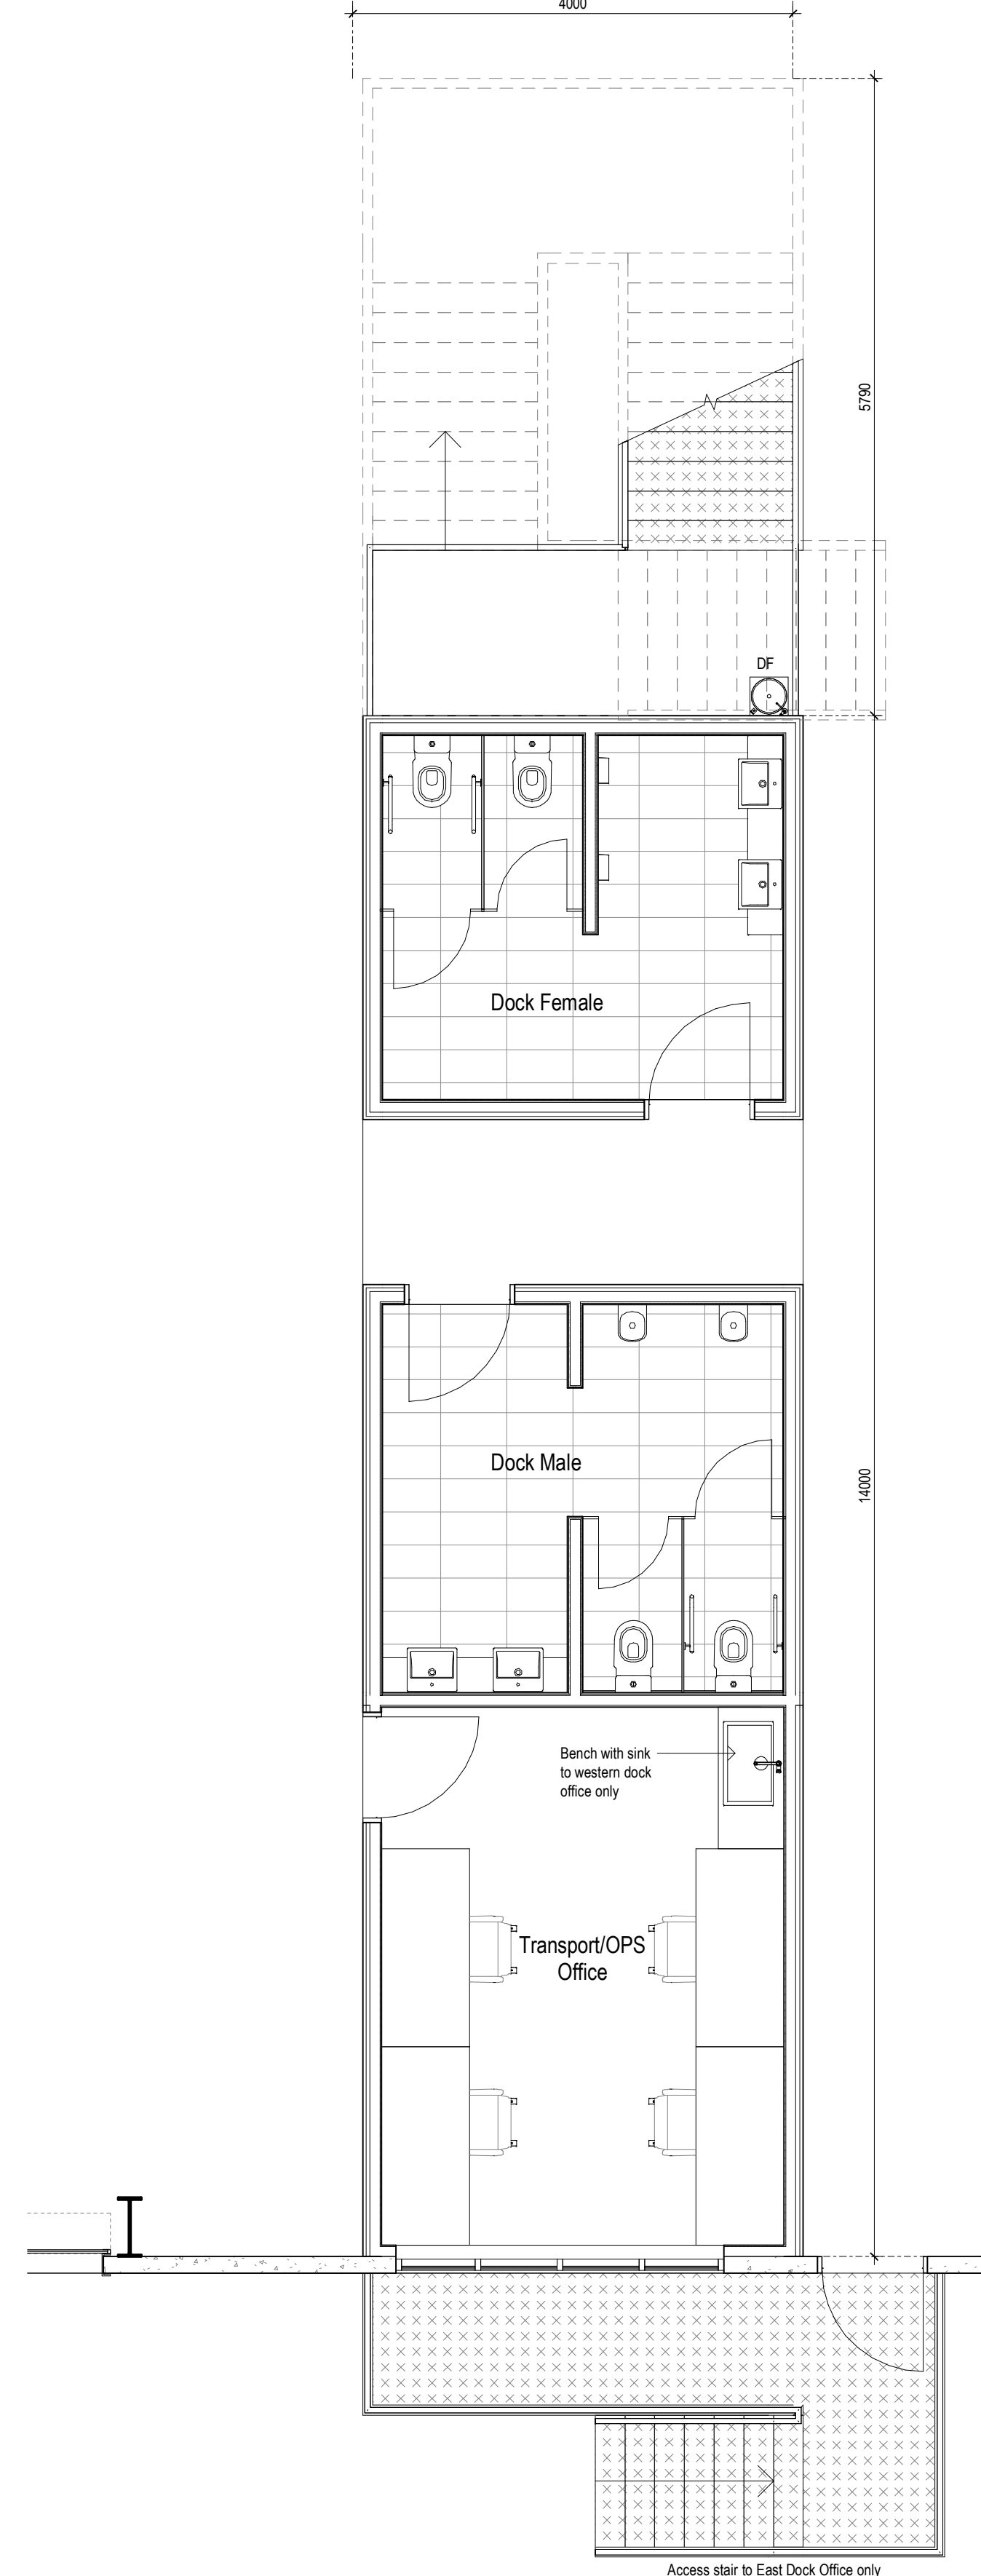 4000
5790
DF
Dock Female
Dock Male
14000
Bench with sink
to western dock
office only
Transport/OPS
Office
Access stair to East Dock Office only